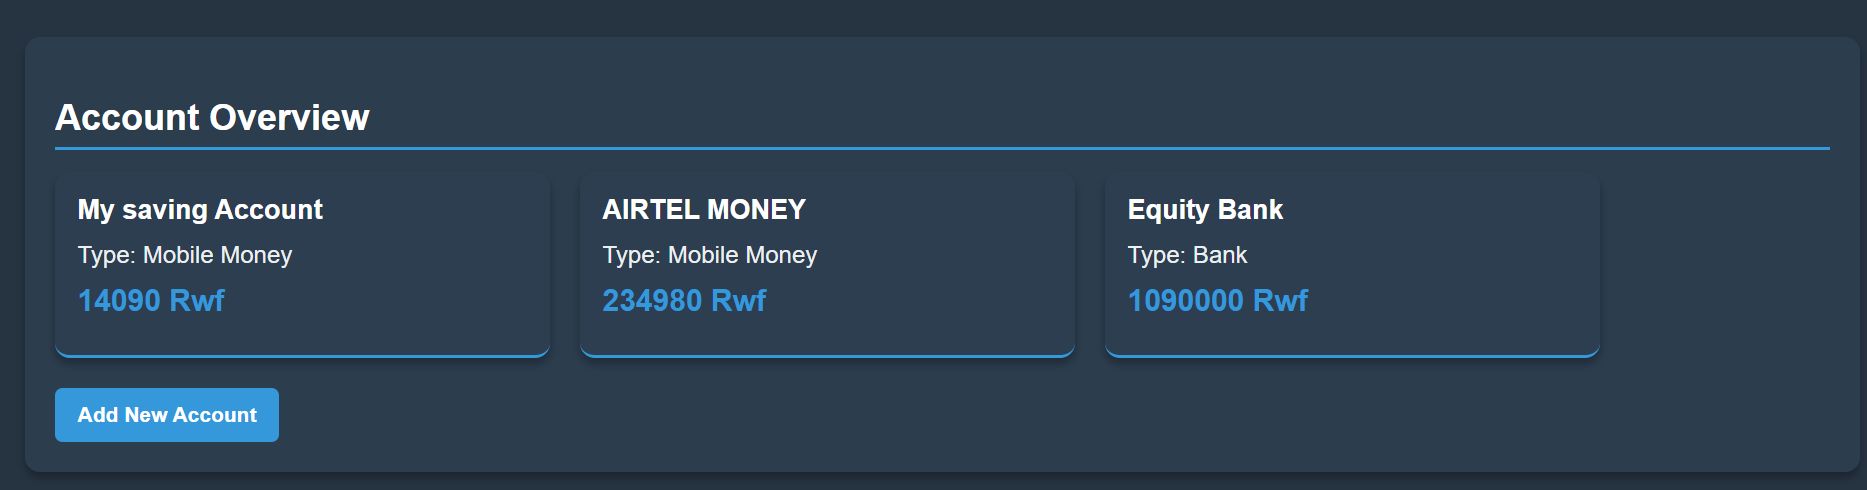 Account Overview
My saving Account
Type: Mobile Money
14090 Rwf
AIRTEL MONEY
Type: Mobile Money
234980 Rwf
Equity Bank
Type: Bank
1090000 Rwf
Add New Account